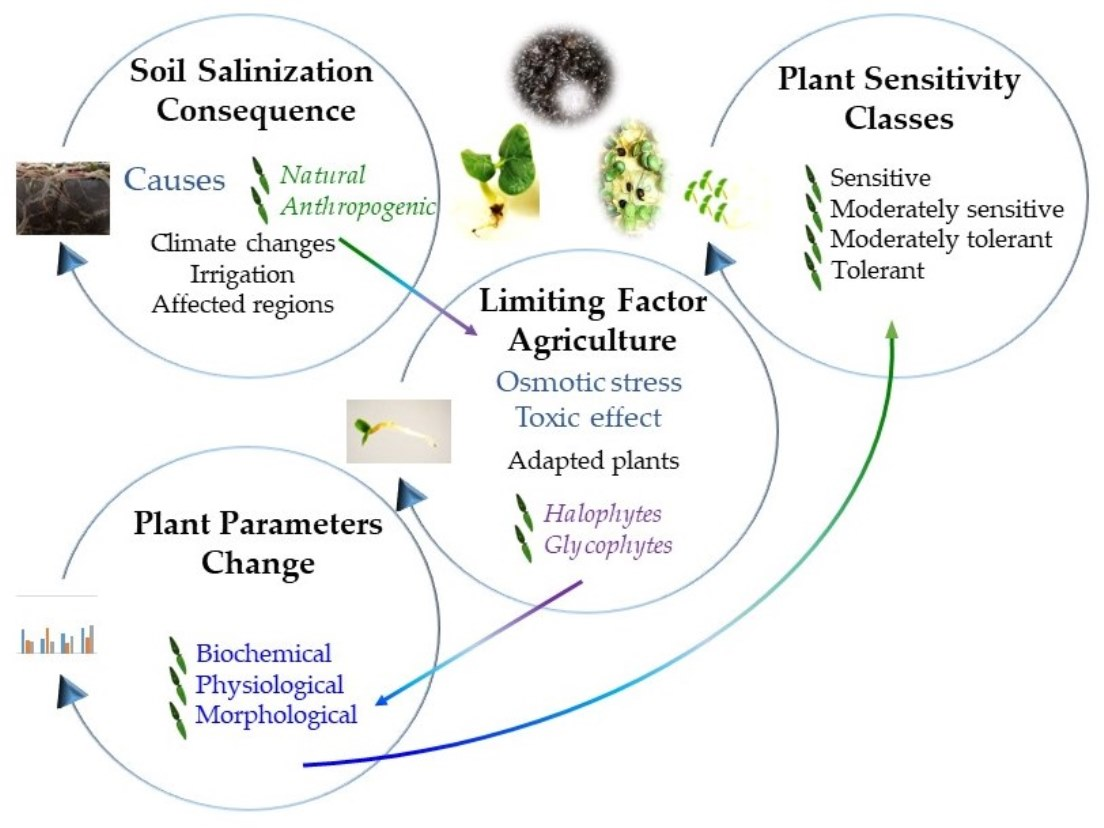 Soil Salinization
Consequence
Causes
Natural
Anthropogenic
Climate changes
Irrigation
Affected regions
Limiting Factor
Agriculture
Osmotic stress
Toxic effect
Adapted plants
Halophytes
Glycophytes
Plant Parameters
Change
Biochemical
Physiological
Morphological
Plant Sensitivity
Classes
Sensitive
Moderately sensitive
Moderately tolerant
Tolerant